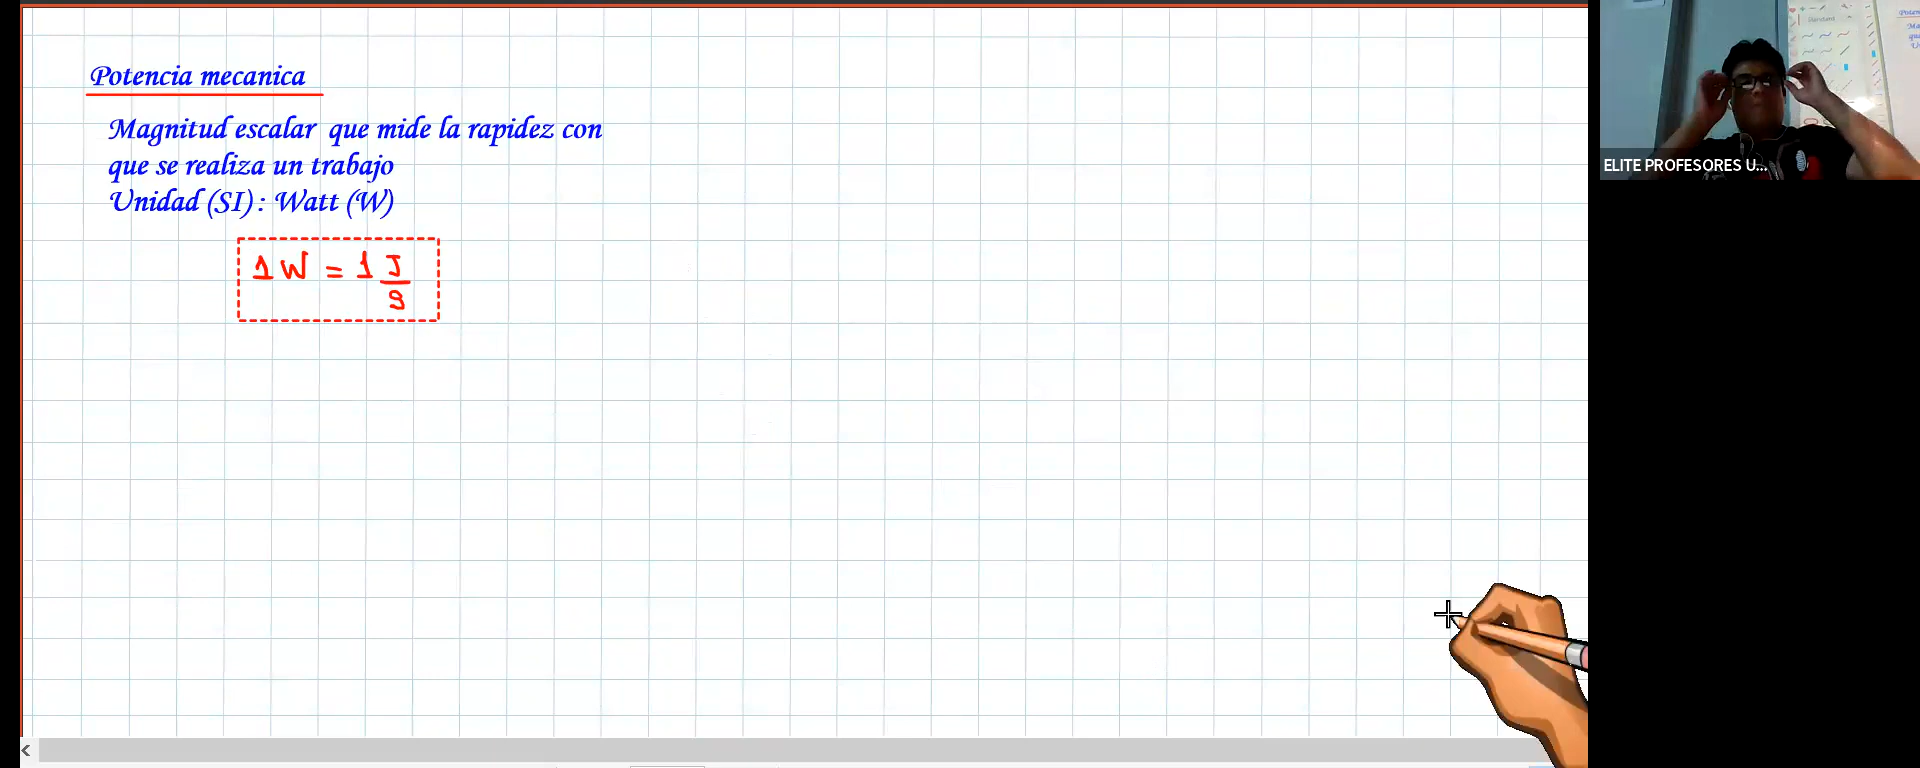 Potencia mecanica
Magnitud escalar que mide la rapidez con
que se realiza un trabajo
Unidad (SI) : Watt (W)
1 W = 1 J/s
ELITE PROFESORES U...